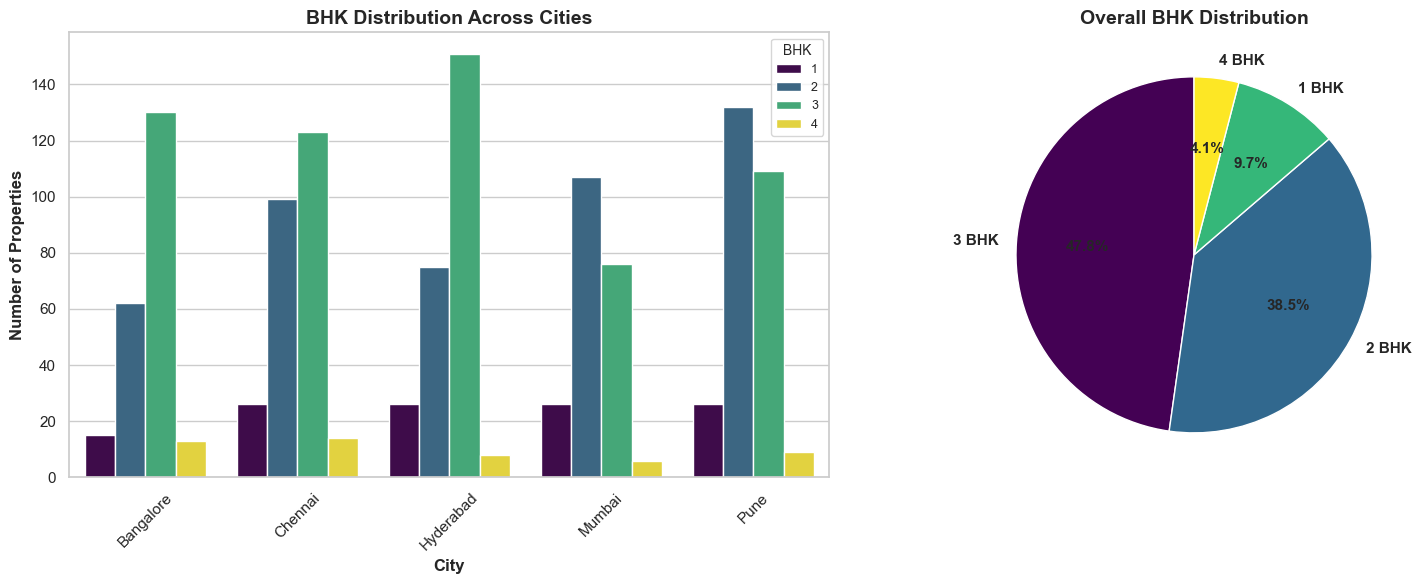 BHK Distribution Across Cities
Number of Properties
140
120
100
80
60
40
20
0
BHK
1
2
3
4
Bangalore
Chennai
Hyderabad
Mumbai
Pune
City
Overall BHK Distribution
4 BHK
1 BHK
4.1%
9.7%
3 BHK
47.8%
38.5%
2 BHK